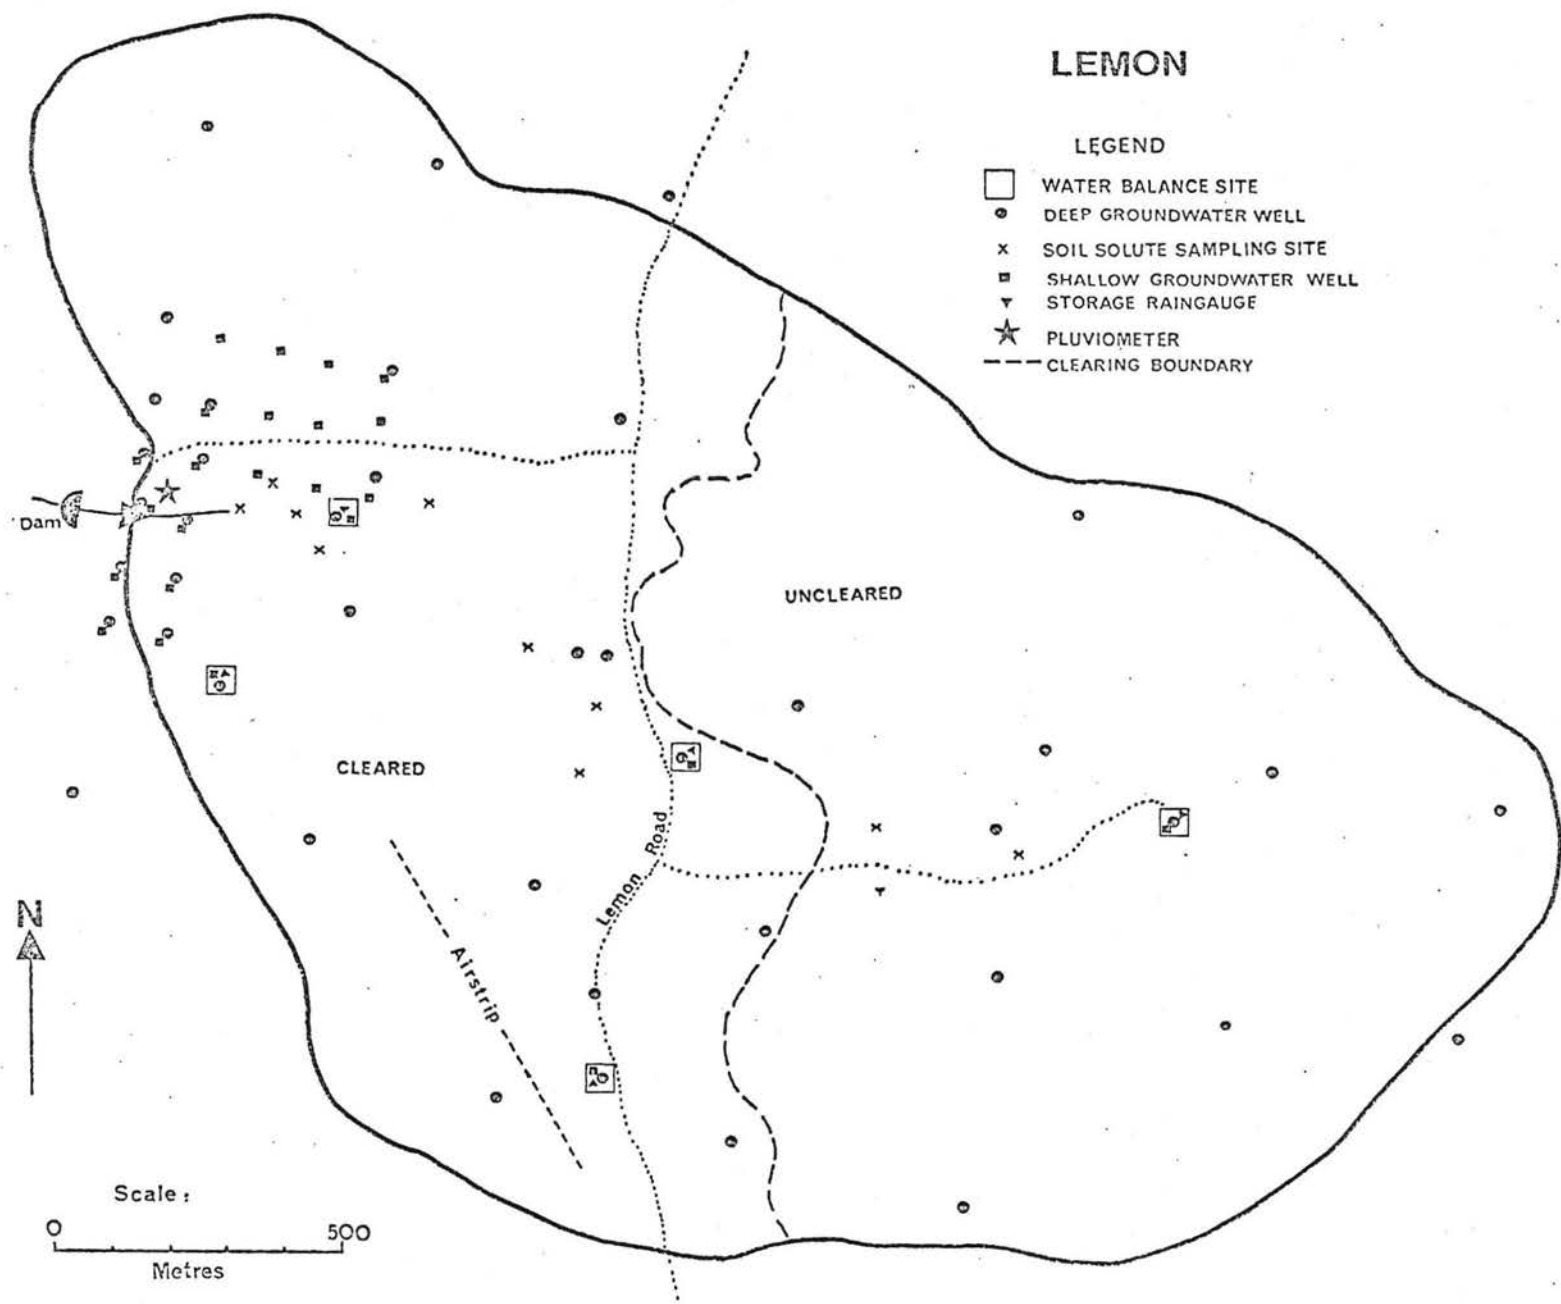 LEMON
LEGEND
WATER BALANCE SITE
DEEP GROUNDWATER WELL
SOIL SOLUTE SAMPLING SITE
SHALLOW GROUNDWATER WELL
STORAGE RAINGAUGE
PLUVIOMETER
CLEARING BOUNDARY
Dam
UNCLEARED
CLEARED
Lemon Road
N
Airstrip
Scale:
0 500
Metres